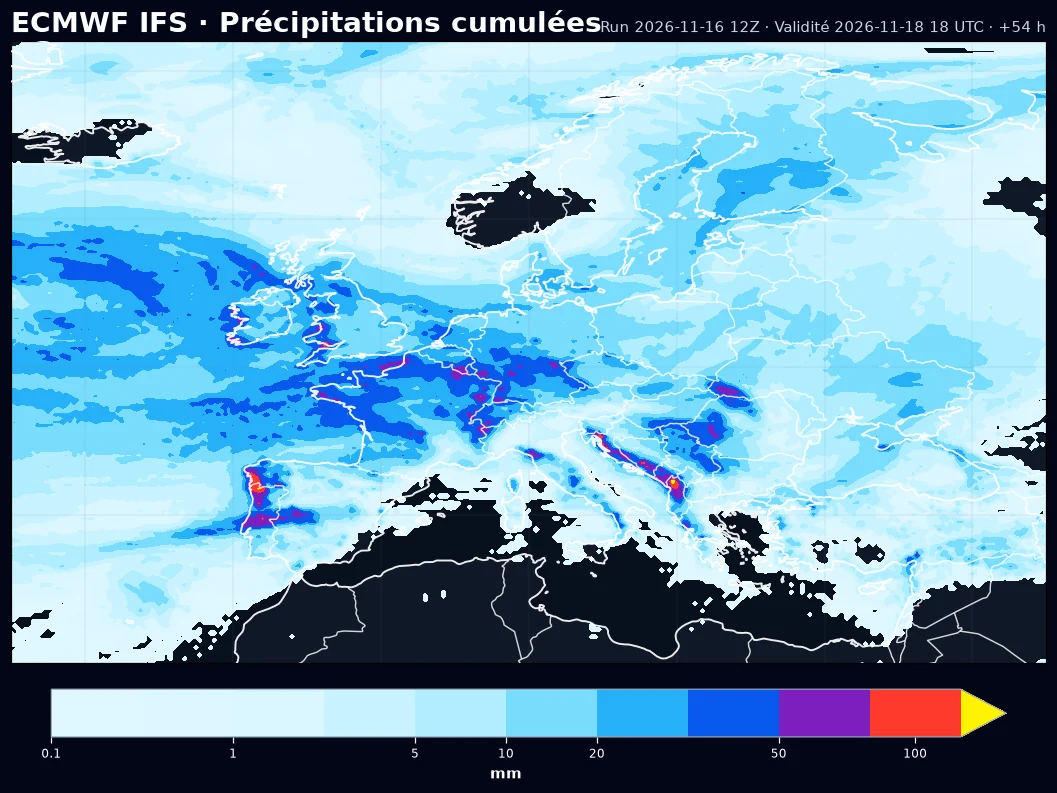 ECMWF IFS · Précipitations cumulées
Run 2026-11-16 12Z · Validité 2026-11-18 18 UTC · +54 h
0.1 1 5 10 20 50 100
mm